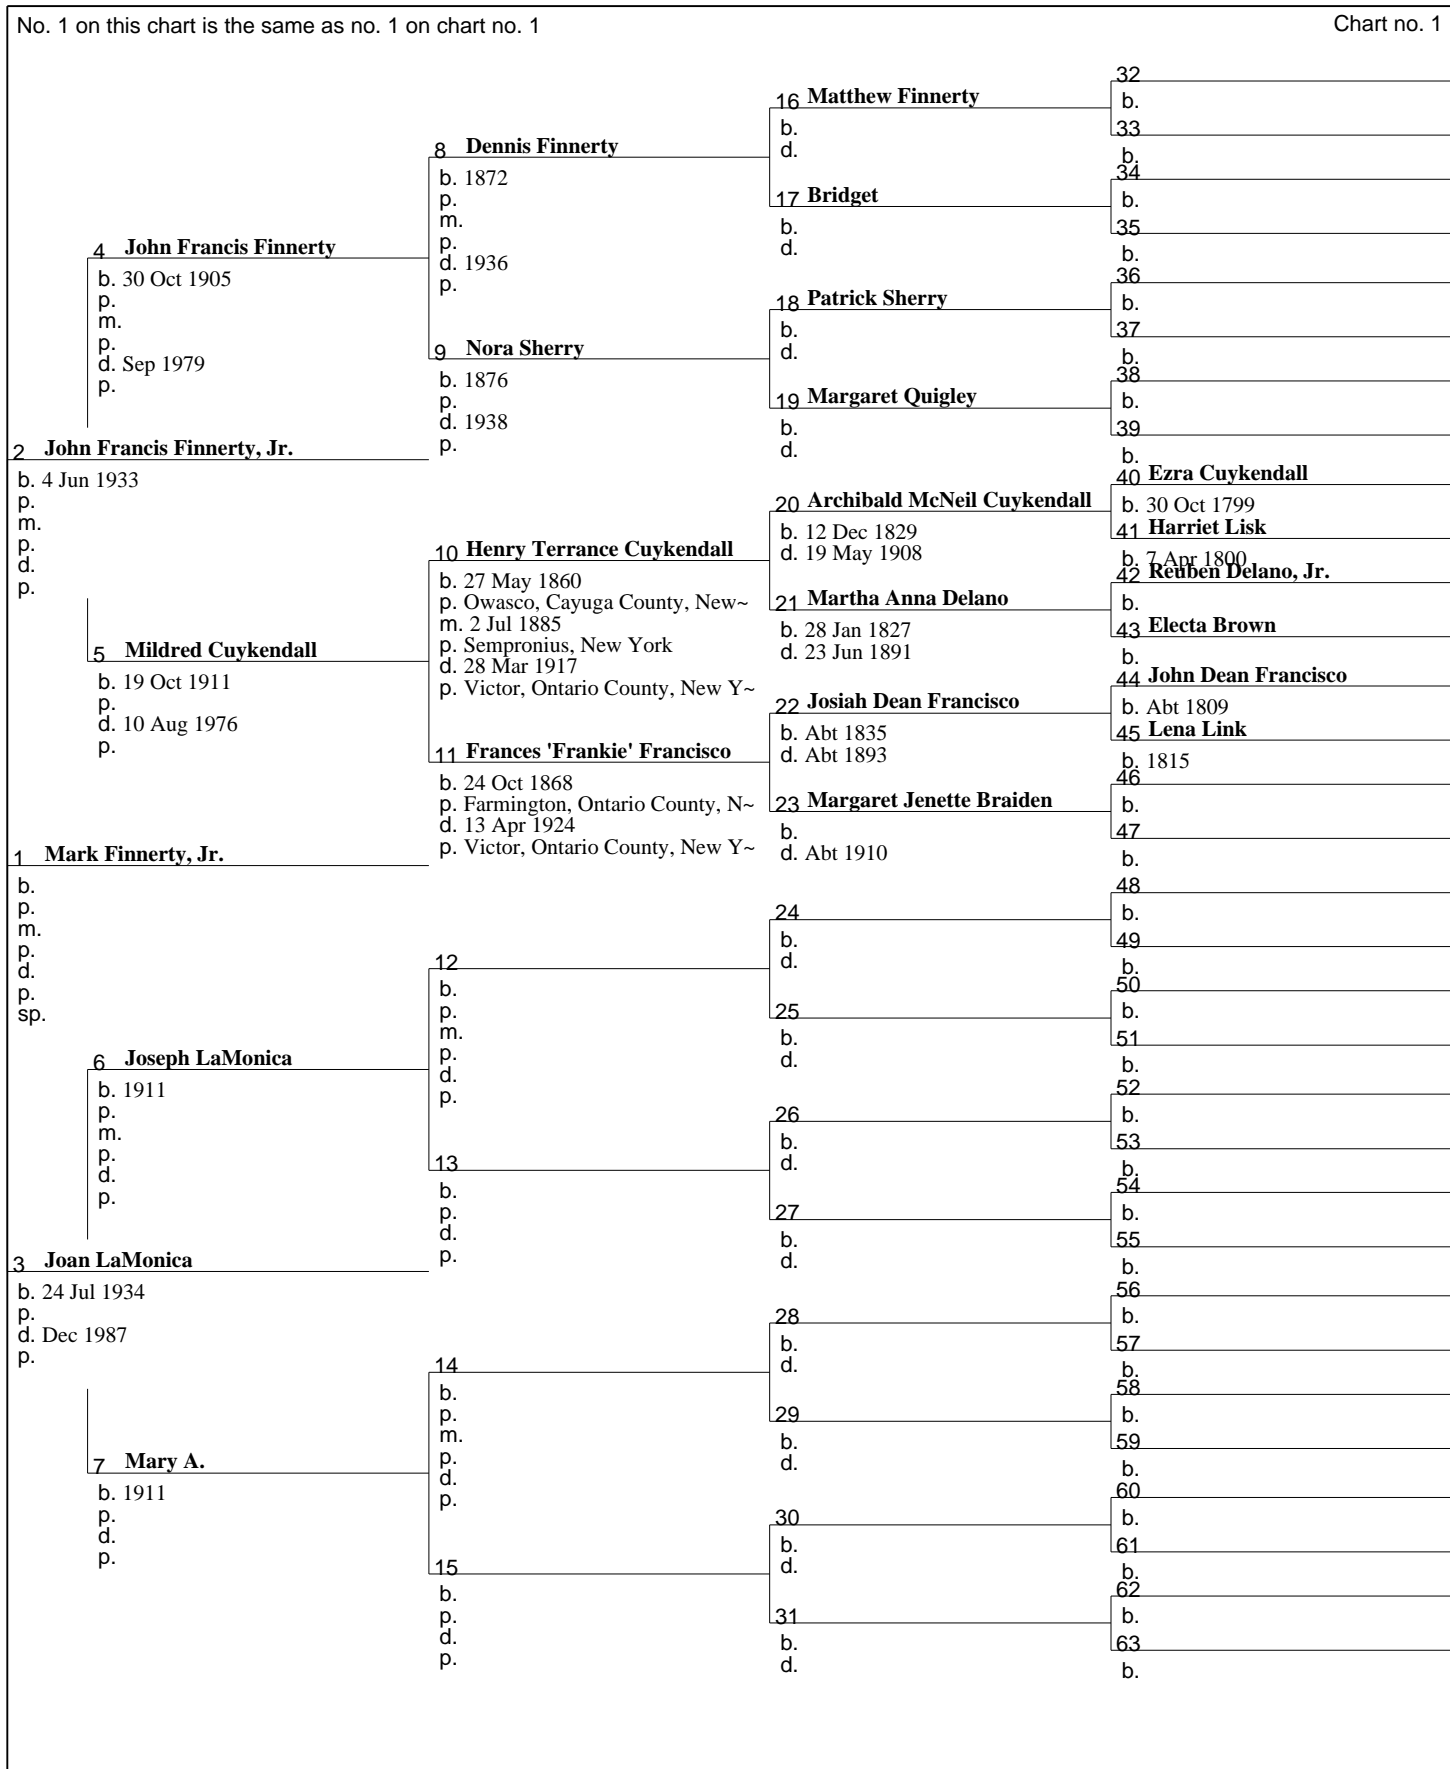 No. 1 on this chart is the same as no. 1 on chart no. 1
Chart no. 1
1 Mark Finnerty, Jr.
b.
p.
m.
p.
d.
p.
sp.
2 John Francis Finnerty, Jr.
b. 4 Jun 1933
p.
m.
p.
d.
p.
3 Joan LaMonica
b. 24 Jul 1934
p.
d. Dec 1987
p.
4 John Francis Finnerty
b. 30 Oct 1905
p.
m.
p.
d. Sep 1979
p.
5 Mildred Cuykendall
b. 19 Oct 1911
p.
d. 10 Aug 1976
p.
6 Joseph LaMonica
b. 1911
p.
m.
p.
d.
p.
7 Mary A.
b. 1911
p.
d.
p.
8 Dennis Finnerty
b. 1872
p.
m.
p.
d. 1936
p.
9 Nora Sherry
b. 1876
p.
d. 1938
p.
10 Henry Terrance Cuykendall
b. 27 May 1860
p. Owasco, Cayuga County, New~
m. 2 Jul 1885
p. Sempronius, New York
d. 28 Mar 1917
p. Victor, Ontario County, New Y~
11 Frances 'Frankie' Francisco
b. 24 Oct 1868
p. Farmington, Ontario County, N~
d. 13 Apr 1924
p. Victor, Ontario County, New Y~
12
b.
p.
m.
p.
d.
p.
13
b.
p.
d.
p.
14
b.
p.
m.
p.
d.
p.
15
b.
p.
d.
p.
16 Matthew Finnerty
b.
d.
17 Bridget
b.
d.
18 Patrick Sherry
b.
d.
19 Margaret Quigley
b.
d.
20 Archibald McNeil Cuykendall
b. 12 Dec 1829
d. 19 May 1908
21 Martha Anna Delano
b. 28 Jan 1827
d. 23 Jun 1891
22 Josiah Dean Francisco
b. Abt 1835
d. Abt 1893
23 Margaret Jenette Braiden
b.
d. Abt 1910
24
b.
d.
25
b.
d.
26
b.
d.
27
b.
d.
28
b.
d.
29
b.
d.
30
b.
d.
31
b.
d.
32
b.
33
b.
34
b.
35
b.
36
b.
37
b.
38
b.
39
b.
40 Ezra Cuykendall
b. 30 Oct 1799
41 Harriet Lisk
b. 7 Apr 1800
42 Reuben Delano, Jr.
b.
43 Electa Brown
b.
44 John Dean Francisco
b. Abt 1809
45 Lena Link
b. 1815
46
b.
47
b.
48
b.
49
b.
50
b.
51
b.
52
b.
53
b.
54
b.
55
b.
56
b.
57
b.
58
b.
59
b.
60
b.
61
b.
62
b.
63
b.